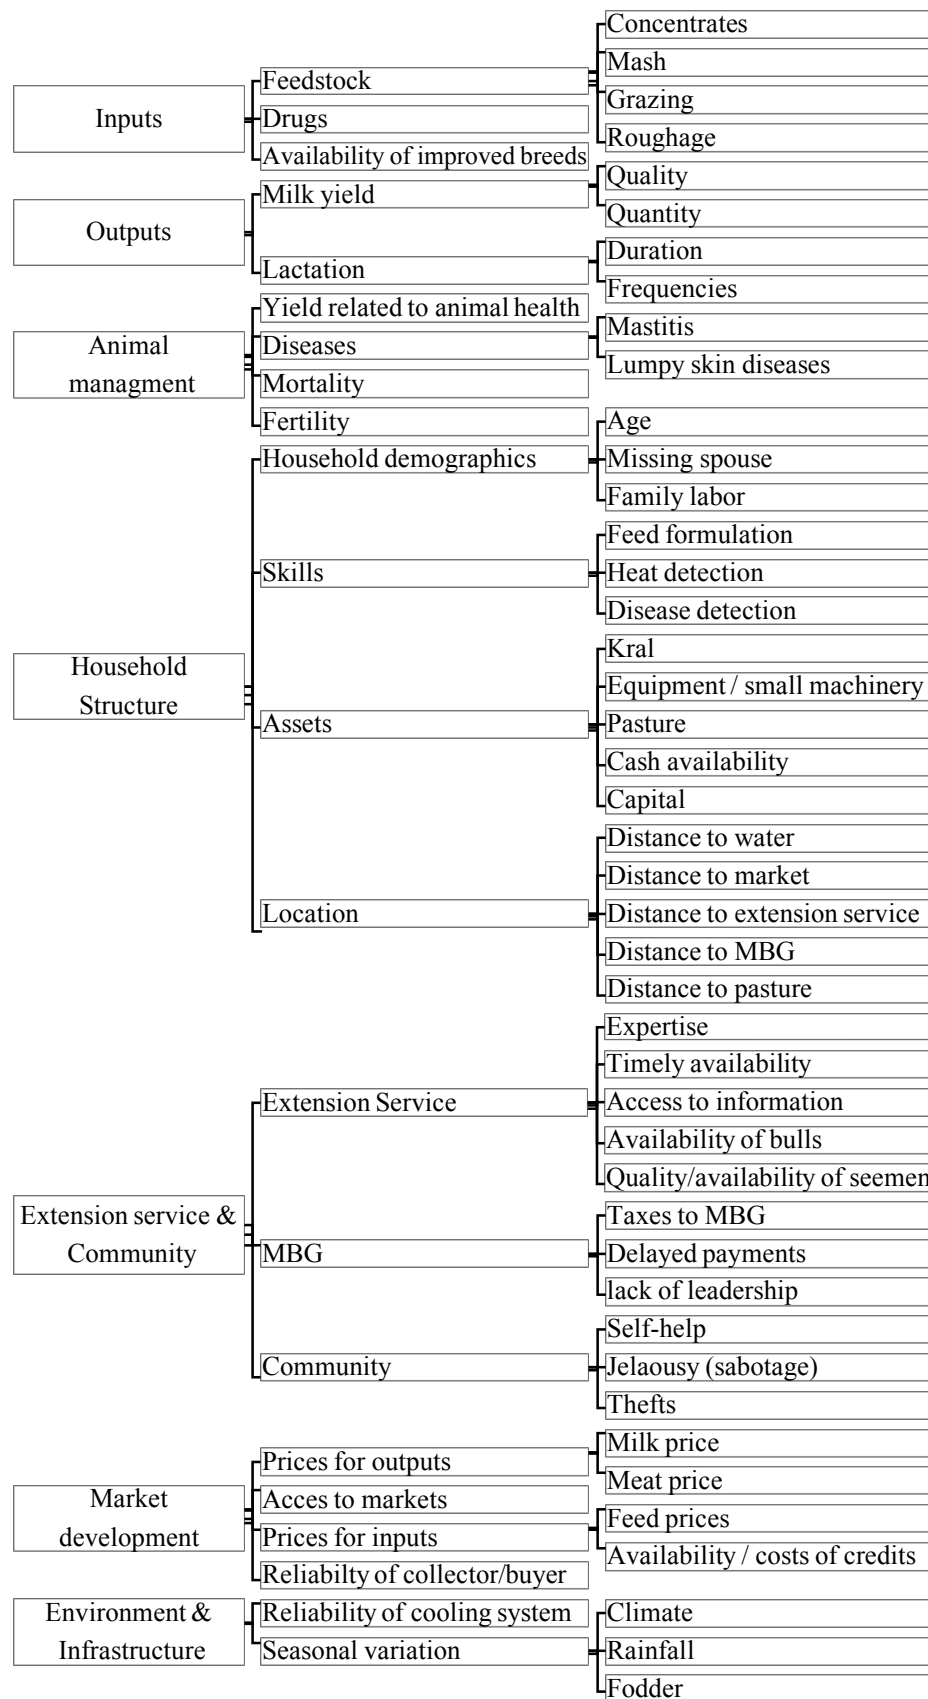 Inputs
Feedstock
Concentrates
Mash
Grazing
Roughage
Drugs
Availability of improved breeds
Outputs
Milk yield
Quality
Quantity
Lactation
Duration
Frequencies
Animal
managment
Yield related to animal health
Diseases
Mastitis
Lumpy skin diseases
Mortality
Fertility
Household
Structure
Household demographics
Age
Missing spouse
Family labor
Skills
Feed formulation
Heat detection
Disease detection
Assets
Kral
Equipment / small machinery
Pasture
Cash availability
Capital
Location
Distance to water
Distance to market
Distance to extension service
Distance to MBG
Distance to pasture
Extension service &
Community
Extension Service
Expertise
Timely availability
Access to information
Availability of bulls
Quality/availability of seemen
MBG
Taxes to MBG
Delayed payments
lack of leadership
Community
Self-help
Jelaousy (sabotage)
Thefts
Market
development
Prices for outputs
Milk price
Meat price
Acces to markets
Prices for inputs
Feed prices
Availability / costs of credits
Reliabilty of collector/buyer
Environment &
Infrastructure
Reliability of cooling system
Seasonal variation
Climate
Rainfall
Fodder